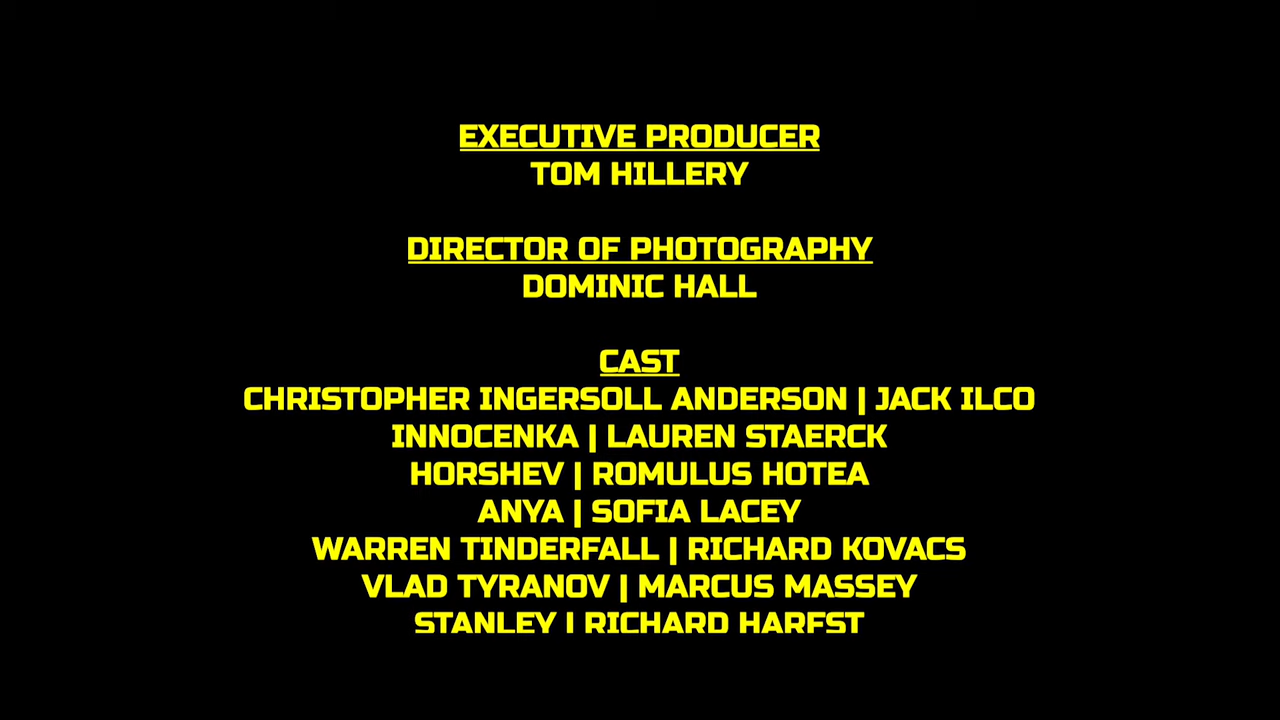 EXECUTIVE PRODUCER
TOM HILLERY
DIRECTOR OF PHOTOGRAPHY
DOMINIC HALL
CAST
CHRISTOPHER INGERSOLL ANDERSON | JACK ILCO
INNOCENKA | LAUREN STAERCK
HORSHEV | ROMULUS HOTEA
ANYA | SOFIA LACEY
WARREN TINDERFALL | RICHARD KOVACS
VLAD TYRANOV | MARCUS MASSEY
STANLEY | RICHARD HARFST